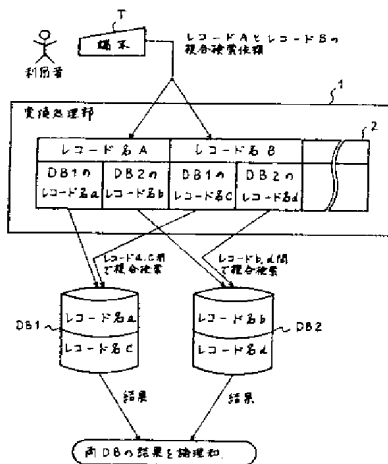 T
端末
利用者
レコードAとレコードBの
複合検索依頼
1
変換処理部
2
レコード名A
レコード名B
DB1の
レコード名a
DB2の
レコード名b
DB1の
レコード名c
DB2の
レコード名d
レコードa,c間
で複合検索
レコードb,d間
で複合検索
DB1
レコード名a
レコード名c
レコード名b
レコード名d
DB2
結果
結果
両DBの結果を論理和